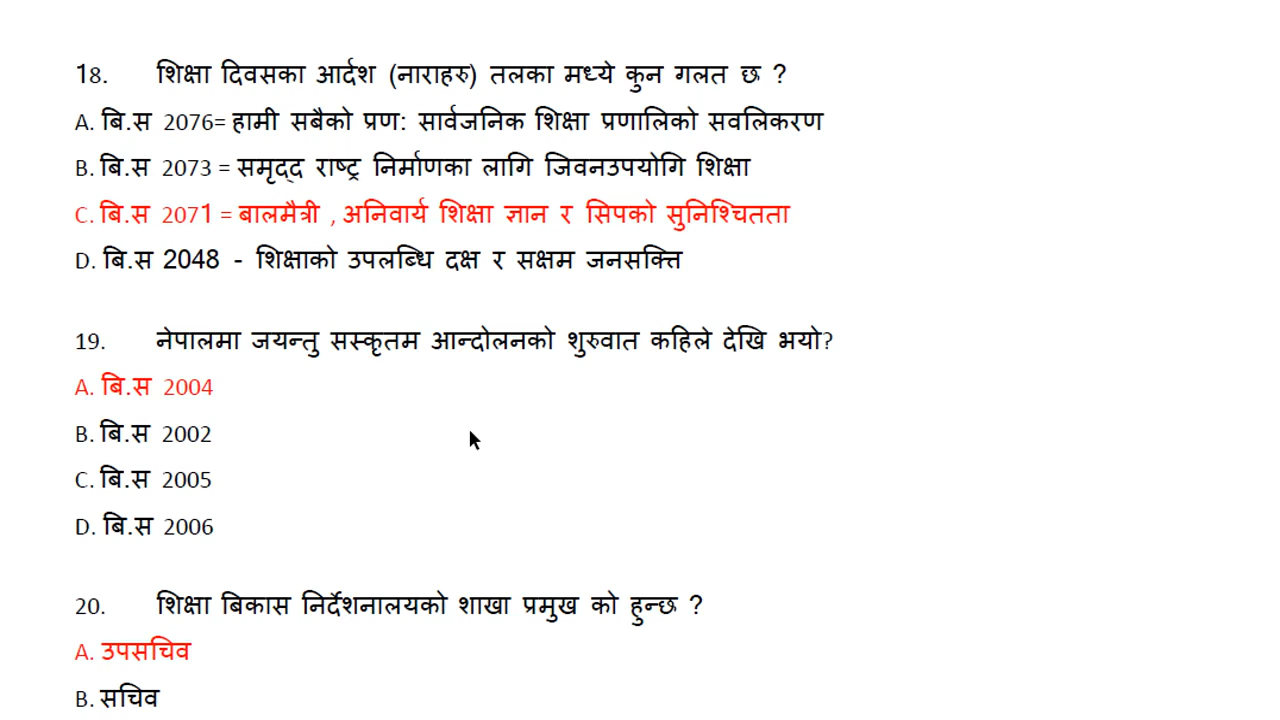 18. शिक्षा दिवसका आर्दश (नाराहरु) तलका मध्ये कुन गलत छ ?
A. बि.स 2076= हामी सबैको प्रण: सार्वजनिक शिक्षा प्रणालिको सवलिकरण
B. बि.स 2073 = समृद्द राष्ट्र निर्माणका लागि जिवनउपयोगि शिक्षा
C. बि.स 2071 = बालमैत्री , अनिवार्य शिक्षा ज्ञान र सिपको सुनिश्चितता
D. बि.स 2048 - शिक्षाको उपलब्धि दक्ष र सक्षम जनसक्ति
19. नेपालमा जयन्तु सस्कृतम आन्दोलनको शुरुवात कहिले देखि भयो?
A. बि.स 2004
B. बि.स 2002
C. बि.स 2005
D. बि.स 2006
20. शिक्षा बिकास निर्देशनालयको शाखा प्रमुख को हुन्छ ?
A. उपसचिव
B. सचिव